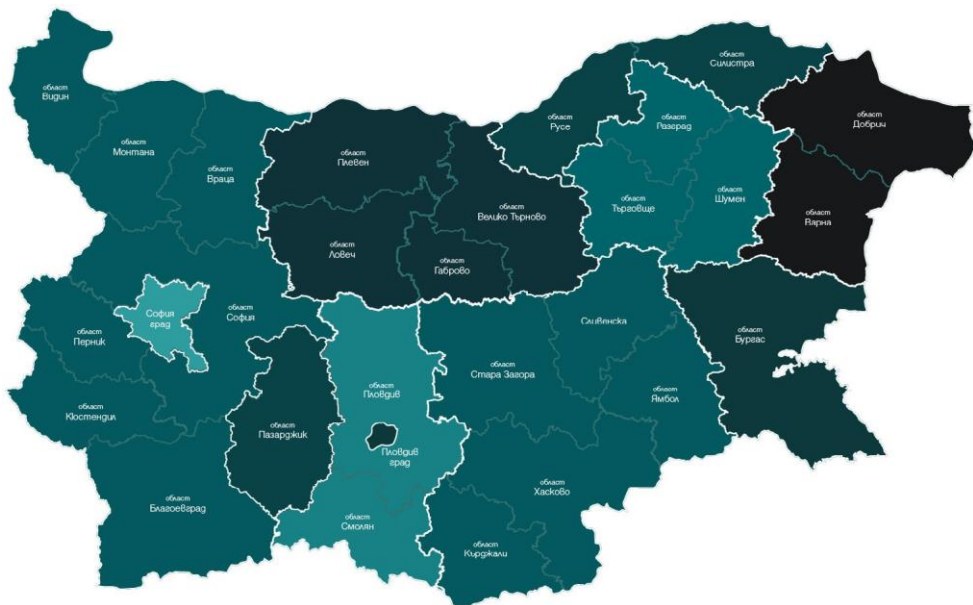 област
Силистра
област
Видин
област
Русе
област
Разград
област
Добрич
област
Монтана
област
Враца
област
Плевен
област
Велико Търново
област
Търговще
област
Шумен
област
Варна
област
Ловеч
област
Габрово
София
град
област
София
област
Перник
Сливенска
област
Бургас
област
Стара Загора
област
Пловдив
област
Ямбол
област
Кюстендил
област
Пазарджик
Пловдив
град
област
Хасково
област
Благоевград
област
Смолян
област
Кърджали